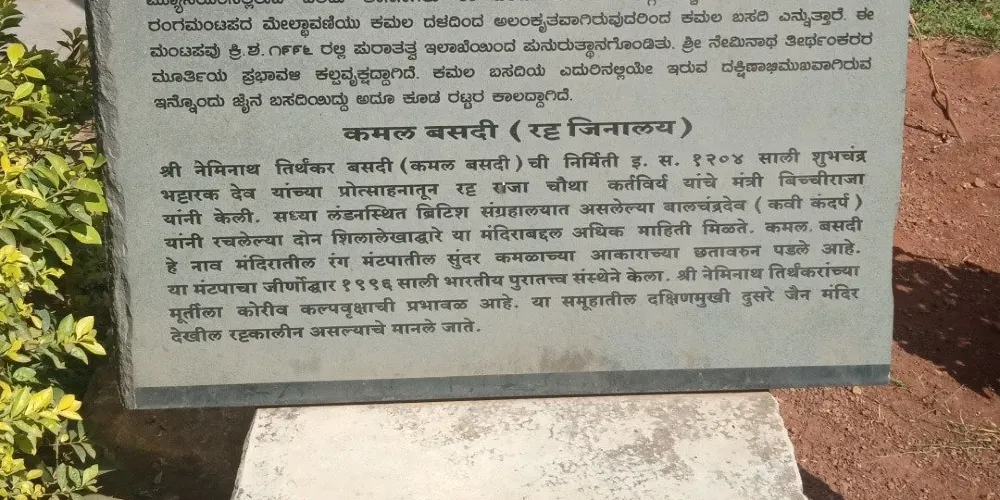 ರಂಗಮಂಟಪದ ಮೇಲ್ಛಾವಣಿಯು ಕಮಲ ದಳದಿಂದ ಅಲಂಕೃತವಾಗಿರುವುದರಿಂದ ಕಮಲ ಬಸದಿ ಎನ್ನುತ್ತಾರೆ. ಈ
ಮಂಟಪವು ಕ್ರಿ.ಶ. ೧೯೯೬ ರಲ್ಲಿ ಪುರಾತತ್ವ ಇಲಾಖೆಯಿಂದ ಪುನುರುತ್ಥಾನಗೊಂಡಿತು. ಶ್ರೀ ನೇಮಿನಾಥ ತೀರ್ಥಂಕರರ
ಮೂರ್ತಿಯ ಪ್ರಭಾವಳಿ ಕಲ್ಪವೃಕ್ಷದ್ದಾಗಿದೆ. ಕಮಲ ಬಸದಿಯ ಎದುರಿನಲ್ಲಿಯೇ ಇರುವ ದಕ್ಷಿಣಾಭಿಮುಖವಾಗಿರುವ
ಇನ್ನೊಂದು ಜೈನ ಬಸದಿಯಿದ್ದು ಅದೂ ಕೂಡ ರಟ್ಟರ ಕಾಲದ್ದಾಗಿದೆ.
कमल बसदी (रट्ट जिनालय)
श्री नेमिनाथ तिर्थंकर बसदी (कमल बसदी) ची निर्मिती इ. स. १२०४ साली शुभचंद्र
भट्टारक देव यांच्या प्रोत्साहनातून रट्ट राजा चौथा कर्तविर्य यांचे मंत्री बिच्चीराजा
यांनी केली. सध्या लंडनस्थित ब्रिटिश संग्रहालयात असलेल्या बालचंद्रदेव (कवी कंदर्प)
यांनी रचलेल्या दोन शिलालेखाद्वारे या मंदिराबद्दल अधिक माहिती मिळते. कमल बसदी
हे नाव मंदिरातील रंग मंटपातील सुंदर कमळाच्या आकाराच्या छतावरुन पडले आहे.
या मंटपाचा जीर्णोद्धार १९९६ साली भारतीय पुरातत्त्व संस्थेने केला. श्री नेमिनाथ तिर्थंकरांच्या
मूर्तीला कोरीव कल्पवृक्षाची प्रभावळ आहे. या समूहातील दक्षिणमुखी दुसरे जैन मंदिर
देखील रट्टकालीन असल्याचे मानले जाते.